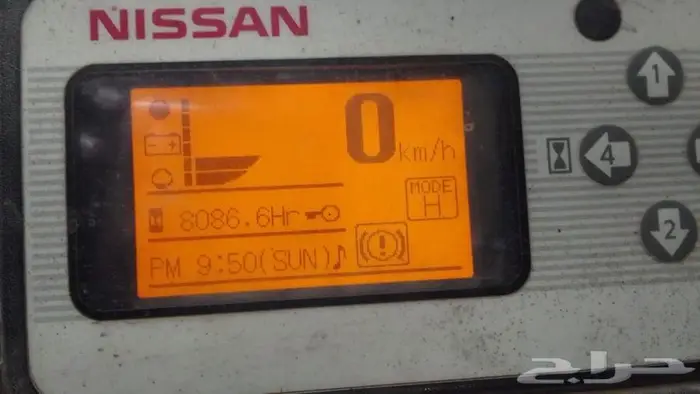 NISSAN
0 km/h
MODE
H
8086.6Hr
PM 9:50(SUN)
1
4
2
حراج